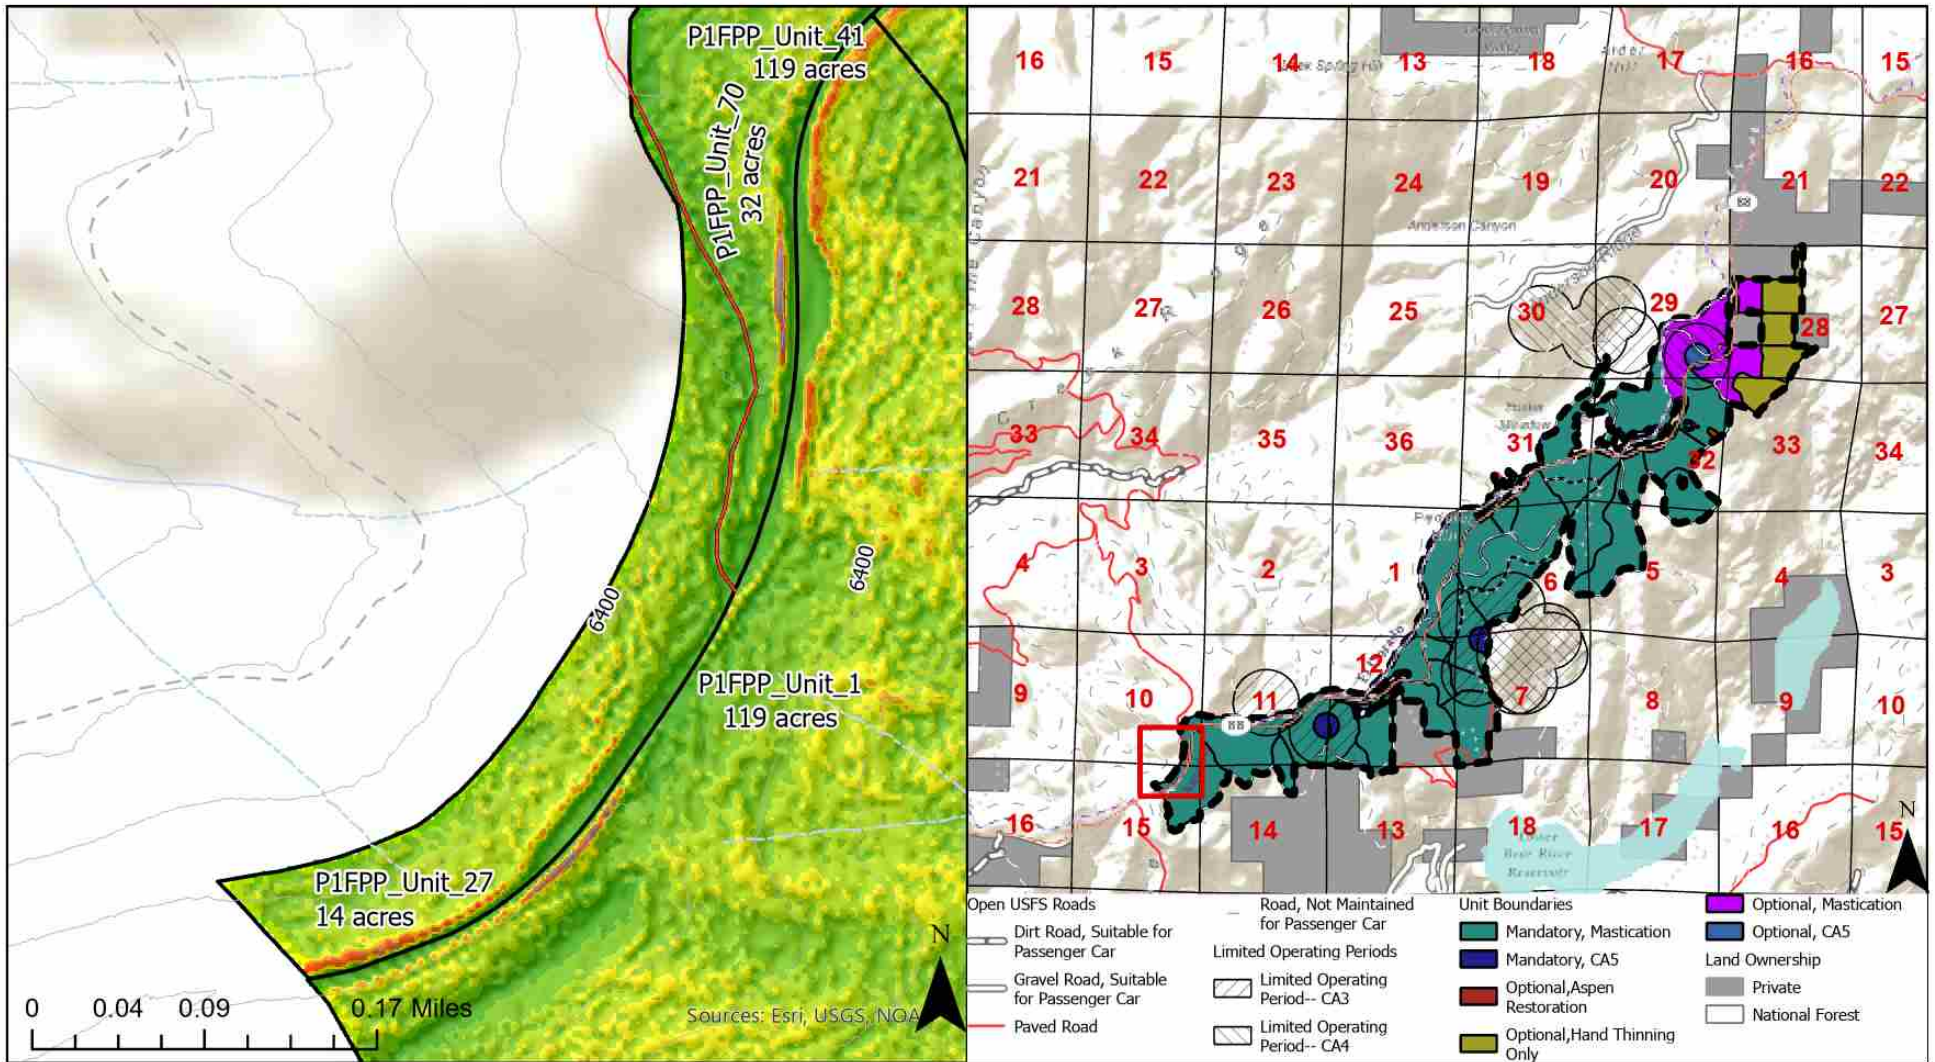 P1FPP_Unit_41
119 acres
P1FPP_Unit_70
32 acres
6400
6400
P1FPP_Unit_1
119 acres
P1FPP_Unit_27
14 acres
N
0 0.04 0.09 0.17 Miles
Sources: Esri, USGS, NOA
16 15 14 13 18 17 16 15
21 22 23 24 19 20 21 22
88
Anderson Canyon
28 27 26 25 30 29 28 27
33 34 35 36 31 32 33 34
4 3 2 1 6 5 4 3
9 10 11 12 7 8 9 10
88
16 15 14 13 18 17 16 15
Bear River
Reservoir
N
Open USFS Roads
Dirt Road, Suitable for
Passenger Car
Gravel Road, Suitable
for Passenger Car
Paved Road
Road, Not Maintained
for Passenger Car
Limited Operating Periods
Limited Operating
Period-- CA3
Limited Operating
Period-- CA4
Unit Boundaries
Mandatory, Mastication
Mandatory, CA5
Optional,Aspen
Restoration
Optional,Hand Thinning
Only
Optional, Mastication
Optional, CA5
Land Ownership
Private
National Forest